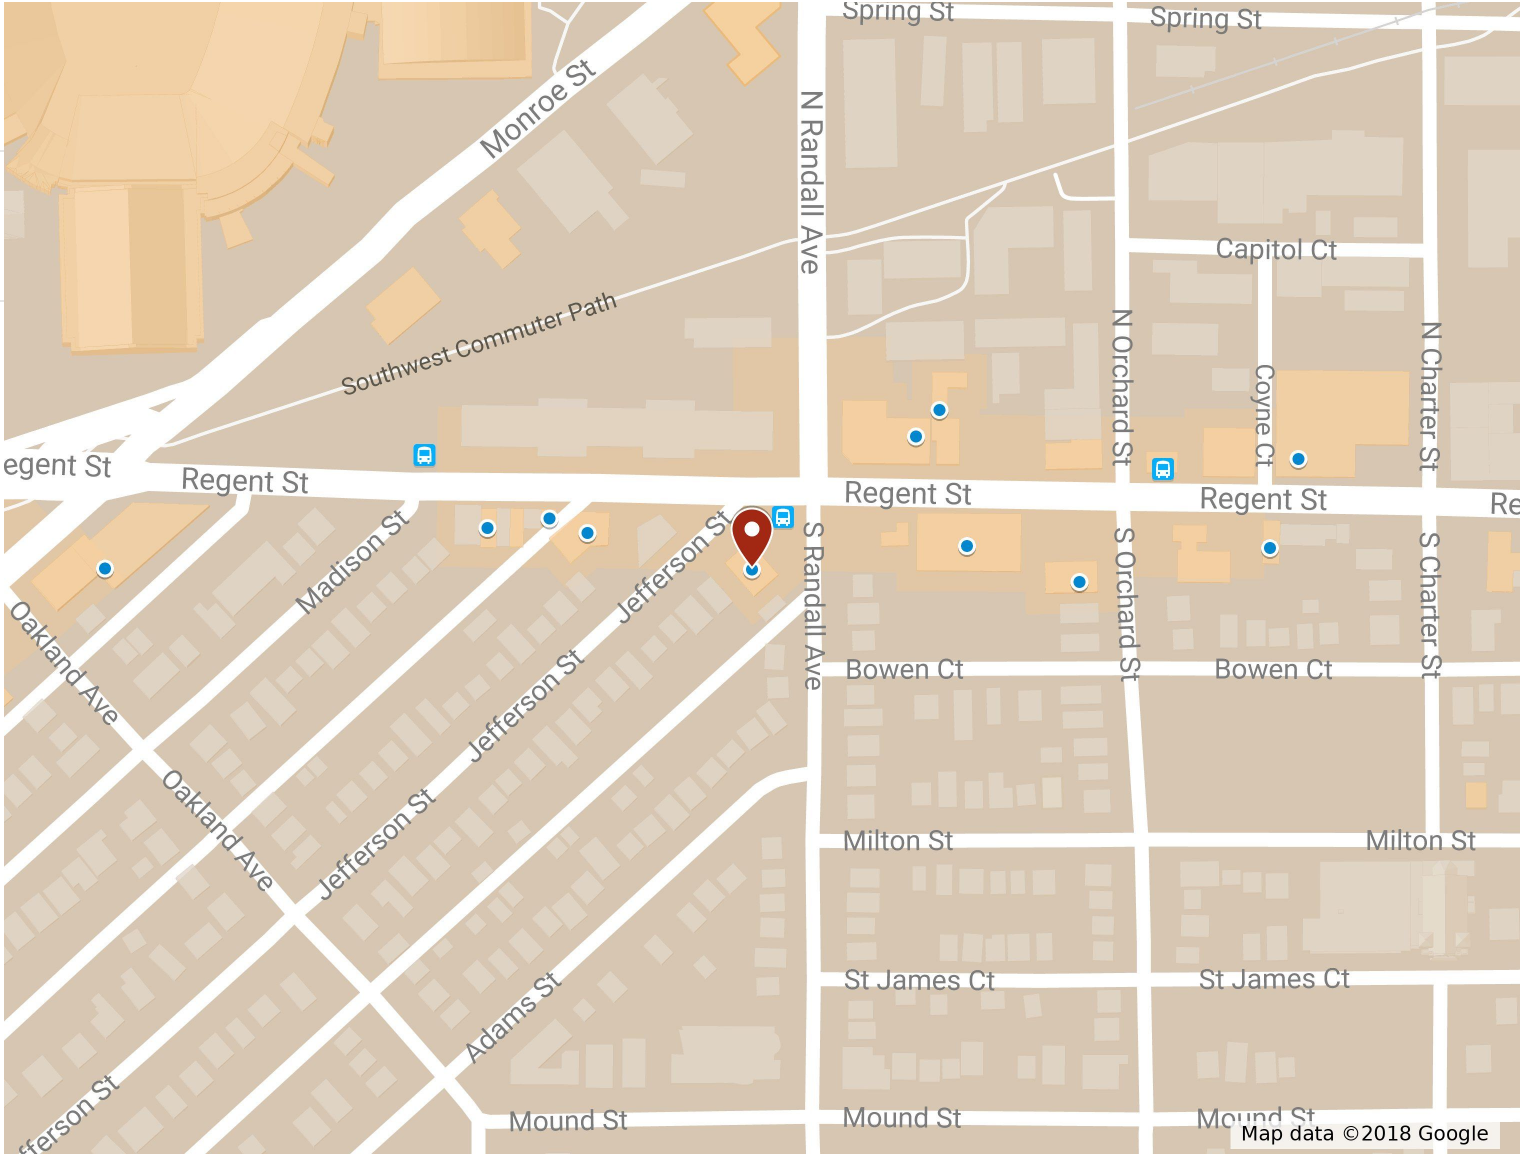 Spring St
Spring St
Monroe St
N Randall Ave
Capitol Ct
Southwest Commuter Path
N Orchard St
N Charter St
Coyne Ct
egent St
Regent St
Regent St
Regent St
Re
Madison St
Jefferson St
S Randall Ave
S Orchard St
S Charter St
Oakland Ave
Bowen Ct
Bowen Ct
Jefferson St
Oakland Ave
Jefferson St
Milton St
Milton St
St James Ct
St James Ct
Adams St
fferson St
Mound St
Mound St
Mound St
Map data ©2018 Google